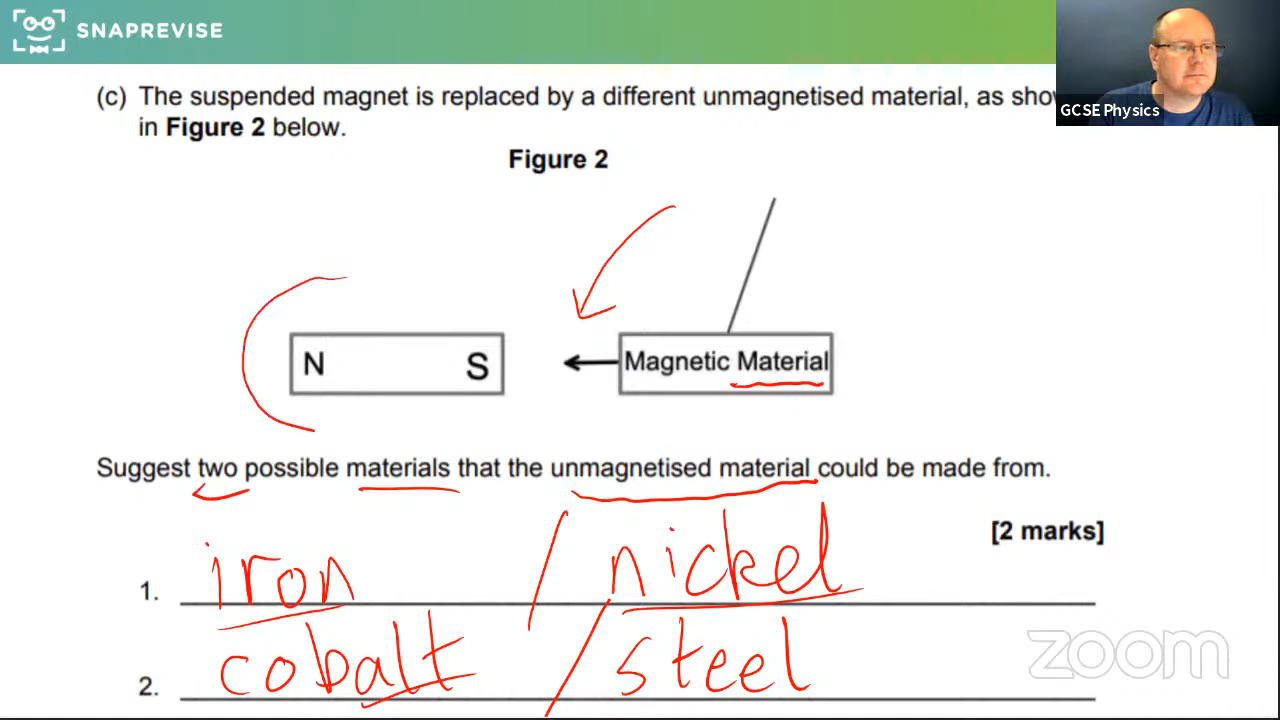 SNAPREVISE
(c) The suspended magnet is replaced by a different unmagnetised material, as sho
in Figure 2 below.
GCSE Physics
Figure 2
N S Magnetic Material
Suggest two possible materials that the unmagnetised material could be made from.
[2 marks]
1. iron / nickel
2. cobalt / steel
zoom